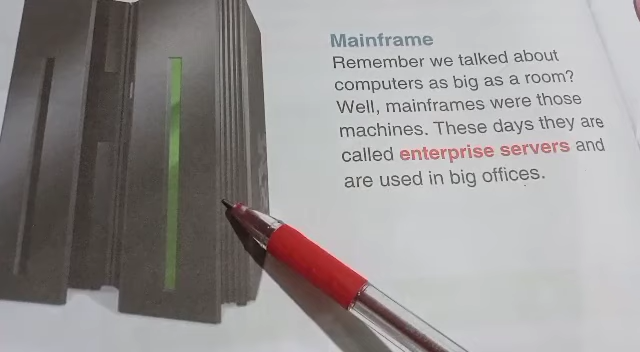 Mainframe
Remember we talked about
computers as big as a room?
Well, mainframes were those
machines. These days they are
called enterprise servers and
are used in big offices.